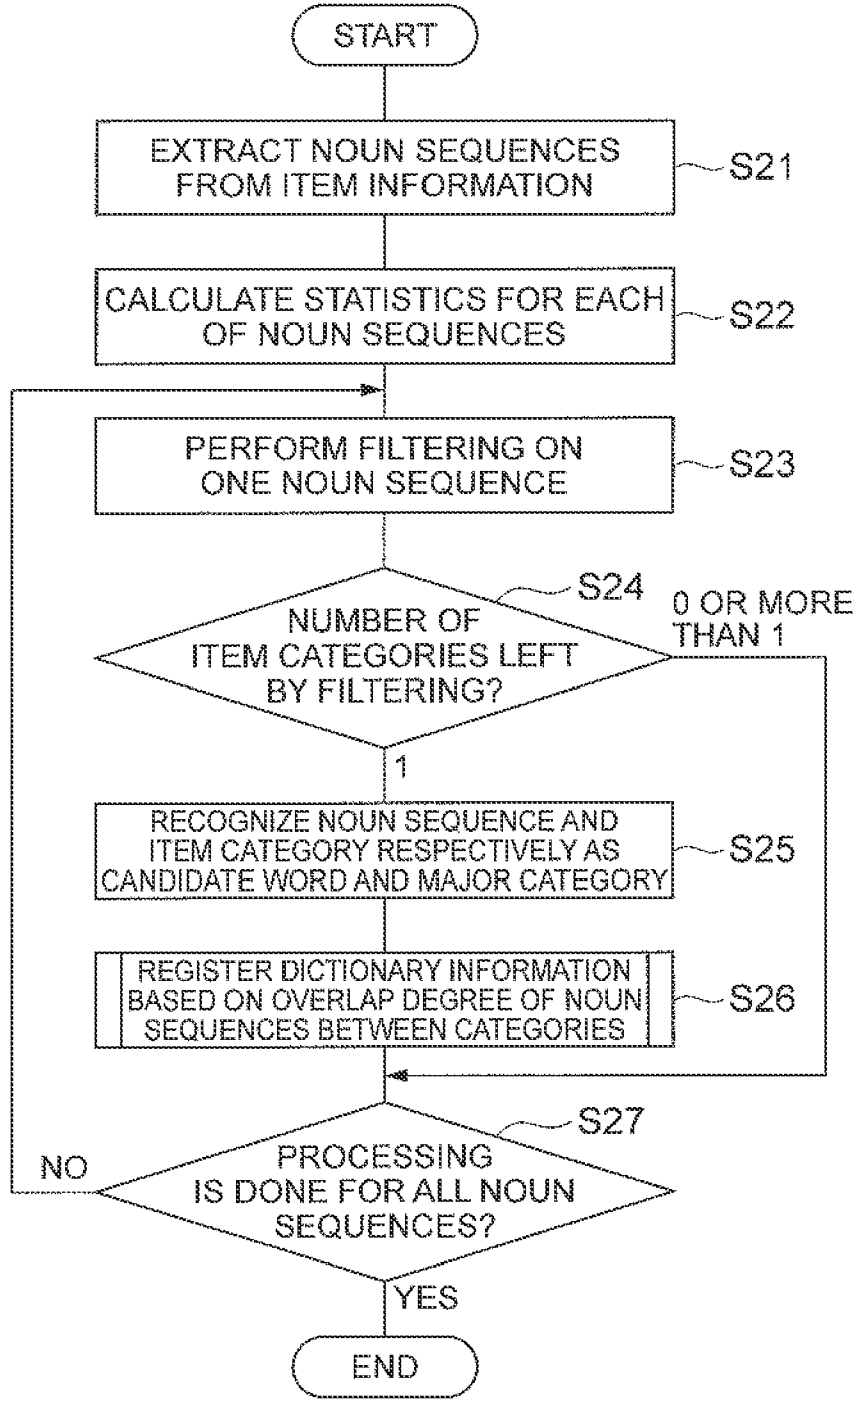 START
EXTRACT NOUN SEQUENCES
FROM ITEM INFORMATION
S21
CALCULATE STATISTICS FOR EACH
OF NOUN SEQUENCES
S22
PERFORM FILTERING ON
ONE NOUN SEQUENCE
S23
S24
NUMBER OF
ITEM CATEGORIES LEFT
BY FILTERING?
0 OR MORE
THAN 1
1
RECOGNIZE NOUN SEQUENCE AND
ITEM CATEGORY RESPECTIVELY AS
CANDIDATE WORD AND MAJOR CATEGORY
S25
REGISTER DICTIONARY INFORMATION
BASED ON OVERLAP DEGREE OF NOUN
SEQUENCES BETWEEN CATEGORIES
S26
S27
PROCESSING
IS DONE FOR ALL NOUN
SEQUENCES?
NO
YES
END